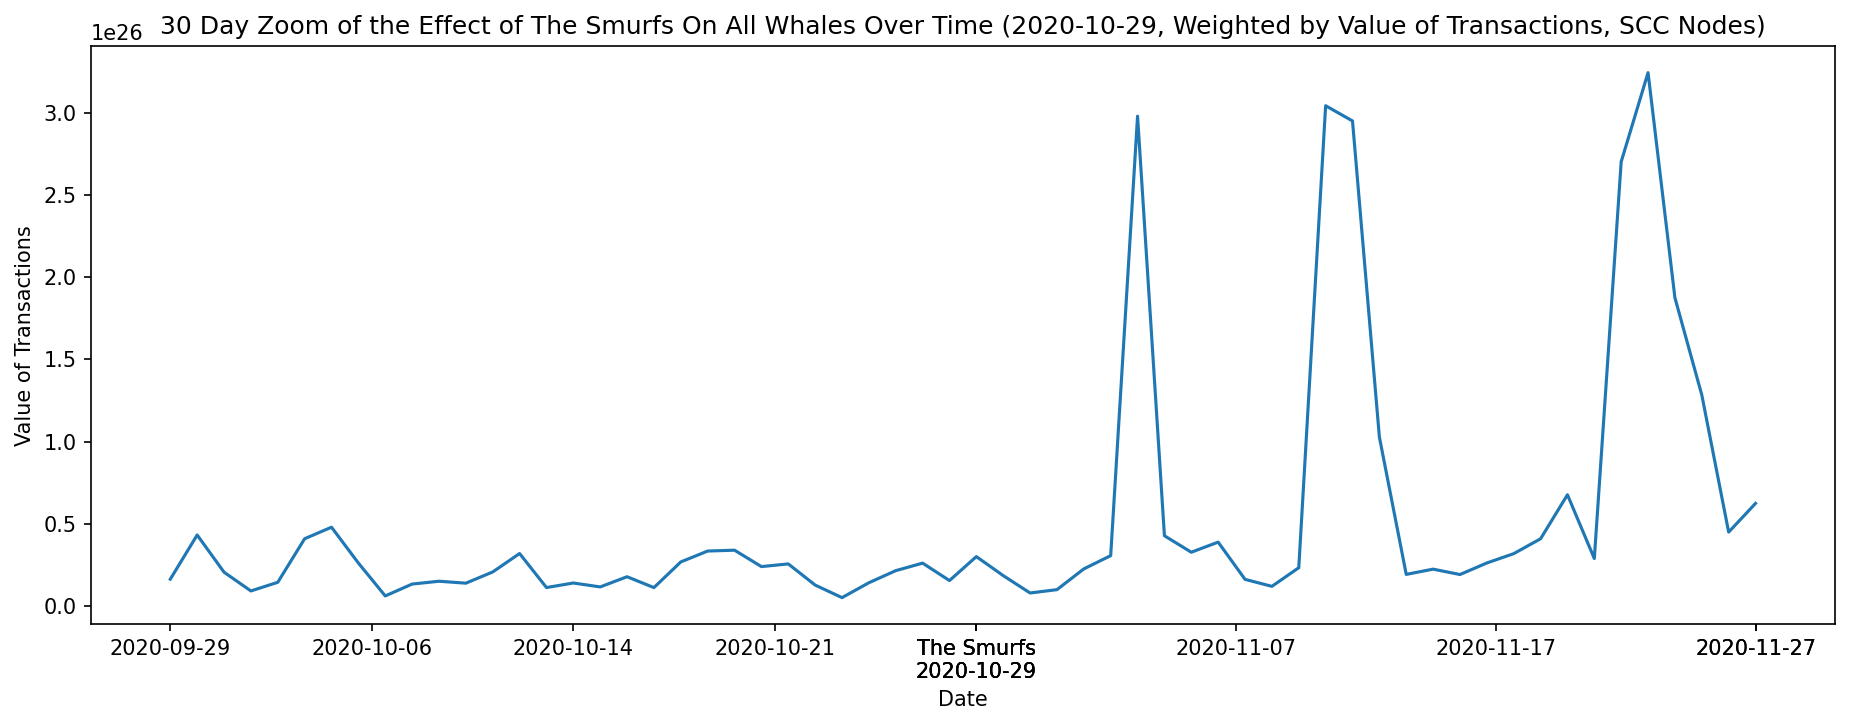 30 Day Zoom of the Effect of The Smurfs On All Whales Over Time (2020-10-29, Weighted by Value of Transactions, SCC Nodes)
1e26
3.0
2.5
2.0
1.5
1.0
0.5
0.0
Value of Transactions
2020-09-29 2020-10-06 2020-10-14 2020-10-21 The Smurfs 2020-11-07 2020-11-17 2020-11-27
2020-10-29
Date